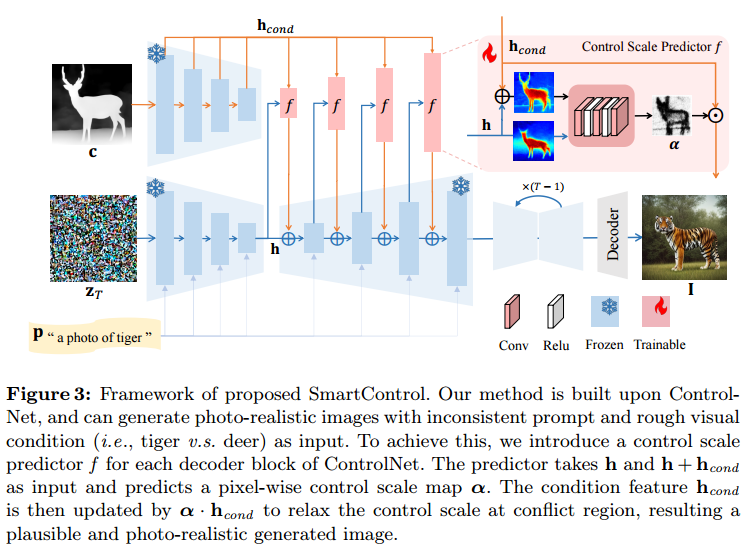 h_cond
h_cond
Control Scale Predictor f
f
f
f
f
h
α
c
×(T − 1)
h
Decoder
z_T
I
p “ a photo of tiger ”
Conv
Relu
Frozen
Trainable
Figure 3: Framework of proposed SmartControl. Our method is built upon Control-
Net, and can generate photo-realistic images with inconsistent prompt and rough visual
condition (i.e., tiger v.s. deer) as input. To achieve this, we introduce a control scale
predictor f for each decoder block of ControlNet. The predictor takes h and h + h_cond
as input and predicts a pixel-wise control scale map α. The condition feature h_cond
is then updated by α · h_cond to relax the control scale at conflict region, resulting a
plausible and photo-realistic generated image.